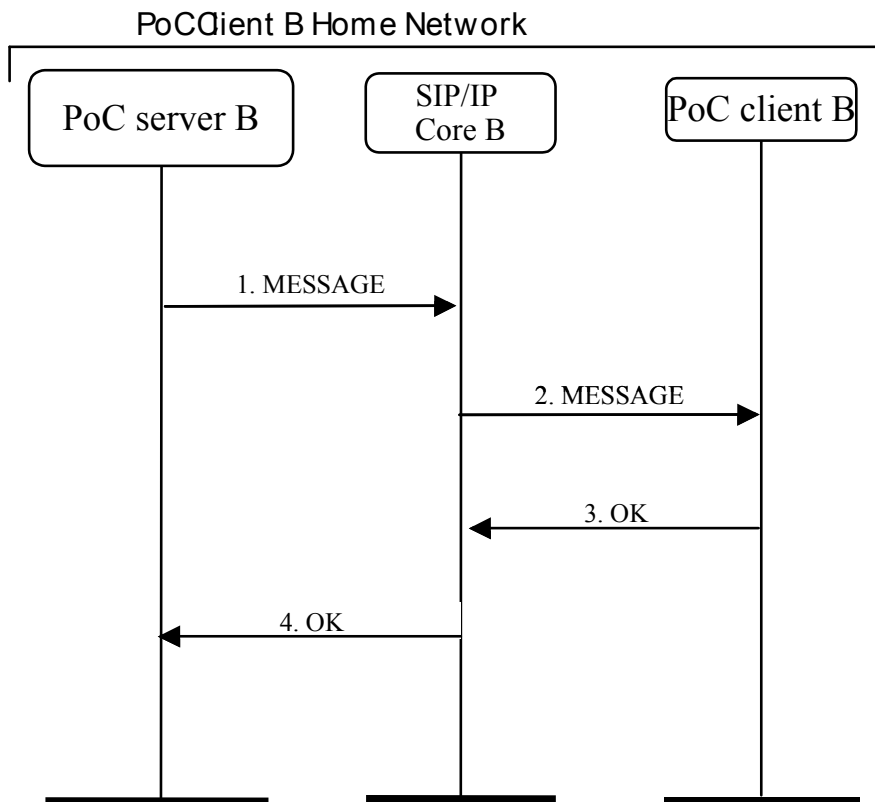 PoCClient B Home Network
PoC server B
SIP/IP
Core B
PoC client B
1. MESSAGE
2. MESSAGE
3. OK
4. OK